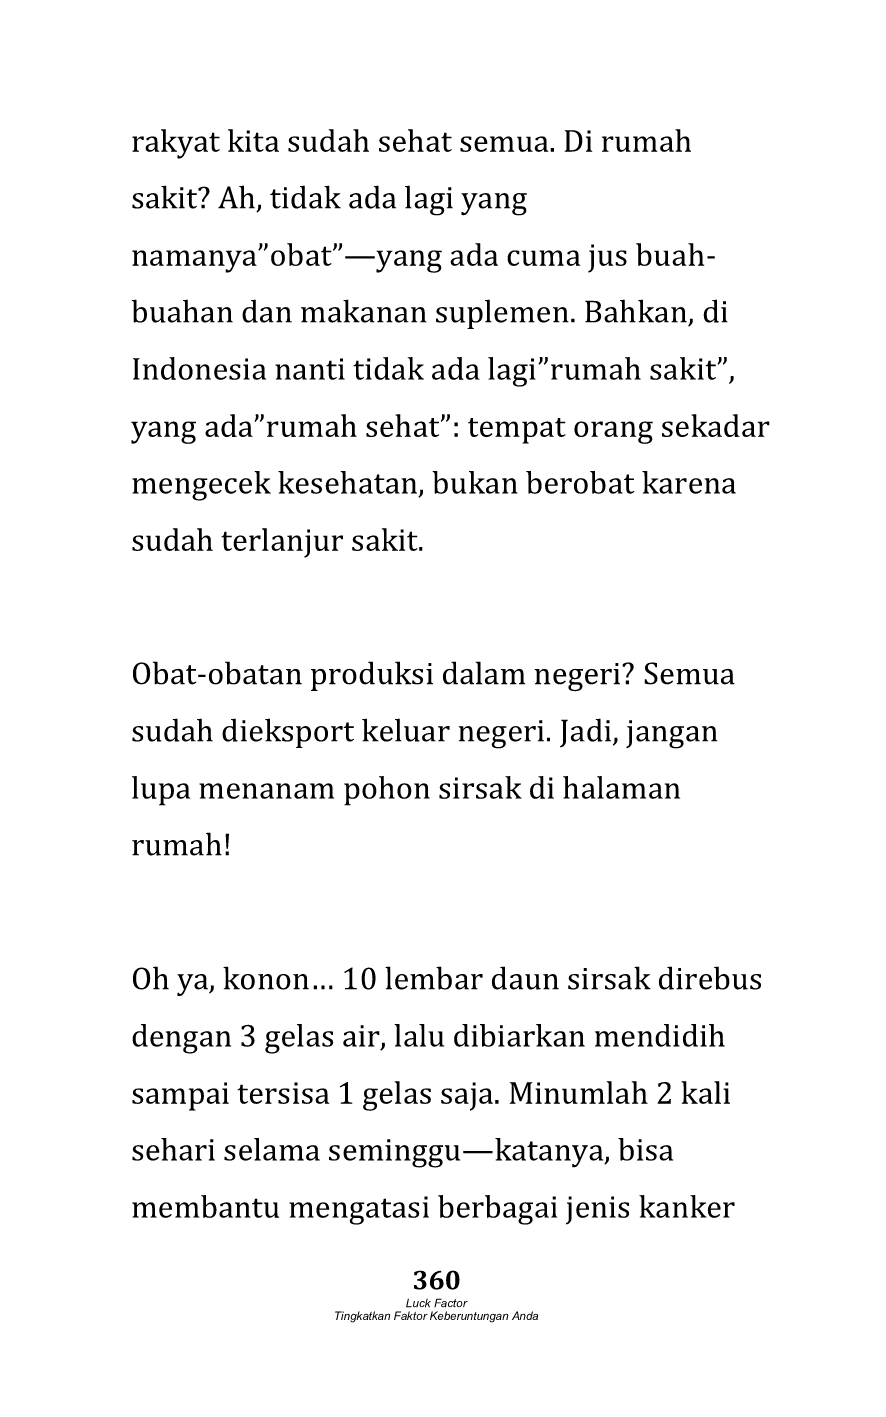 rakyat kita sudah sehat semua. Di rumah
sakit? Ah, tidak ada lagi yang
namanya”obat”—yang ada cuma jus buah-
buahan dan makanan suplemen. Bahkan, di
Indonesia nanti tidak ada lagi”rumah sakit”,
yang ada”rumah sehat”: tempat orang sekadar
mengecek kesehatan, bukan berobat karena
sudah terlanjur sakit.
Obat-obatan produksi dalam negeri? Semua
sudah dieksport keluar negeri. Jadi, jangan
lupa menanam pohon sirsak di halaman
rumah!
Oh ya, konon… 10 lembar daun sirsak direbus
dengan 3 gelas air, lalu dibiarkan mendidih
sampai tersisa 1 gelas saja. Minumlah 2 kali
sehari selama seminggu—katanya, bisa
membantu mengatasi berbagai jenis kanker
360
Luck Factor
Tingkatkan Faktor Keberuntungan Anda